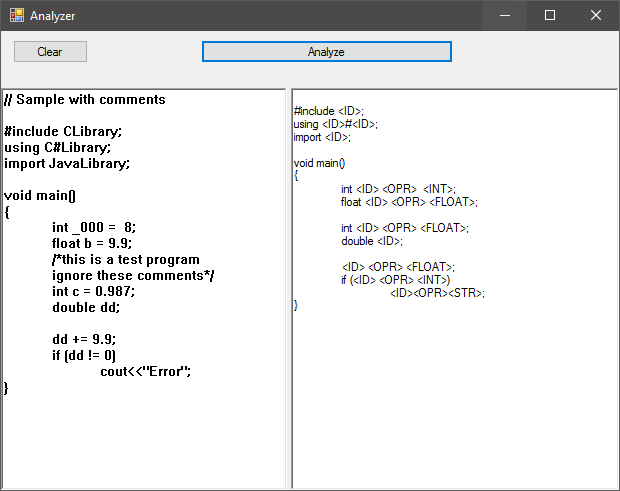 Analyzer
Clear
Analyze
// Sample with comments
#include CLibrary;
using C#Library;
import JavaLibrary;
void main()
{
int _000 =  8;
float b = 9.9;
/*this is a test program
ignore these comments*/
int c = 0.987;
double dd;
dd += 9.9;
if (dd != 0)
cout<<"Error";
}
#include <ID>;
using <ID>#<ID>;
import <ID>;
void main()
{
int <ID> <OPR>  <INT>;
float <ID> <OPR> <FLOAT>;
int <ID> <OPR> <FLOAT>;
double <ID>;
<ID> <OPR> <FLOAT>;
if (<ID> <OPR> <INT>)
<ID><OPR><STR>;
}